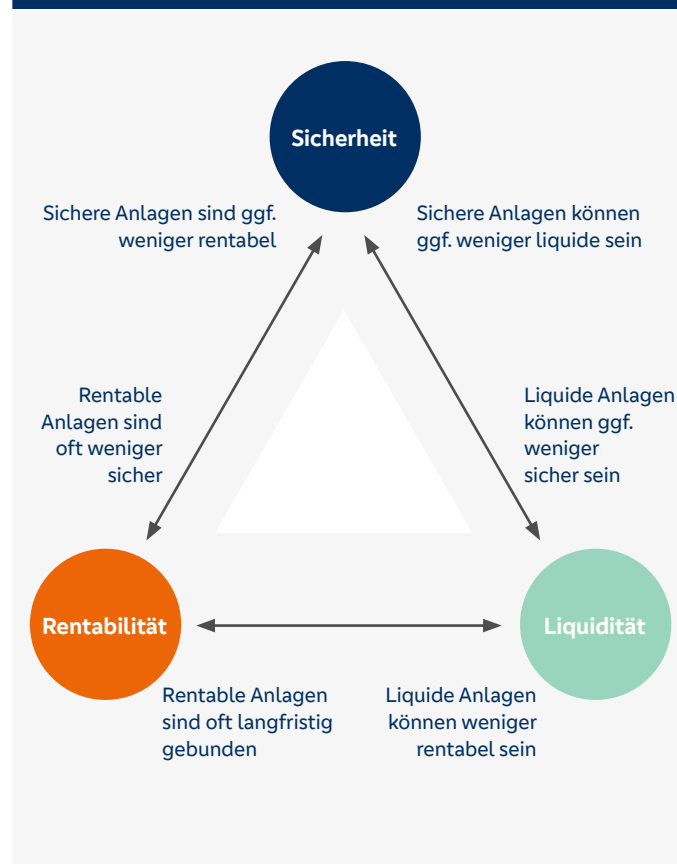 Sicherheit
Sichere Anlagen sind ggf.
weniger rentabel
Sichere Anlagen können
ggf. weniger liquide sein
Rentable
Anlagen sind
oft weniger
sicher
Liquide Anlagen
können ggf.
weniger
sicher sein
Rentabilität
Liquidität
Rentable Anlagen
sind oft langfristig
gebunden
Liquide Anlagen
können weniger
rentabel sein